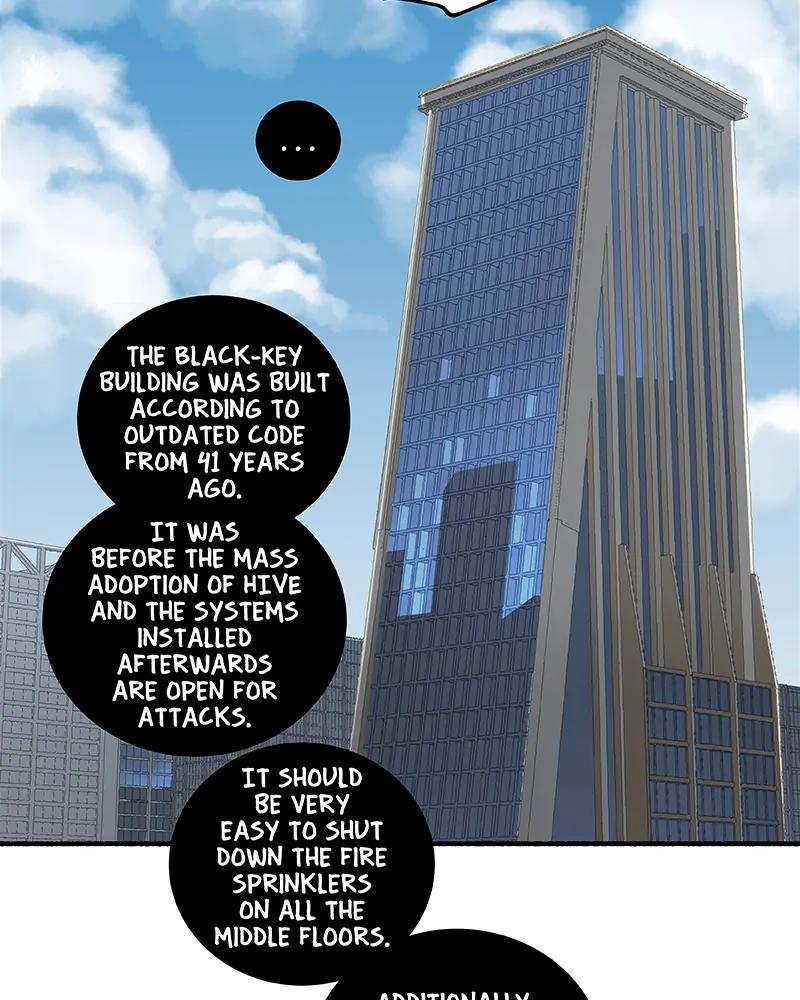 ...
THE BLACK-KEY
BUILDING WAS BUILT
ACCORDING TO
OUTDATED CODE
FROM 41 YEARS
AGO.
IT WAS
BEFORE THE MASS
ADOPTION OF HIVE
AND THE SYSTEMS
INSTALLED
AFTERWARDS
ARE OPEN FOR
ATTACKS.
IT SHOULD
BE VERY
EASY TO SHUT
DOWN THE FIRE
SPRINKLERS
ON ALL THE
MIDDLE FLOORS.
ADDITIONALLY